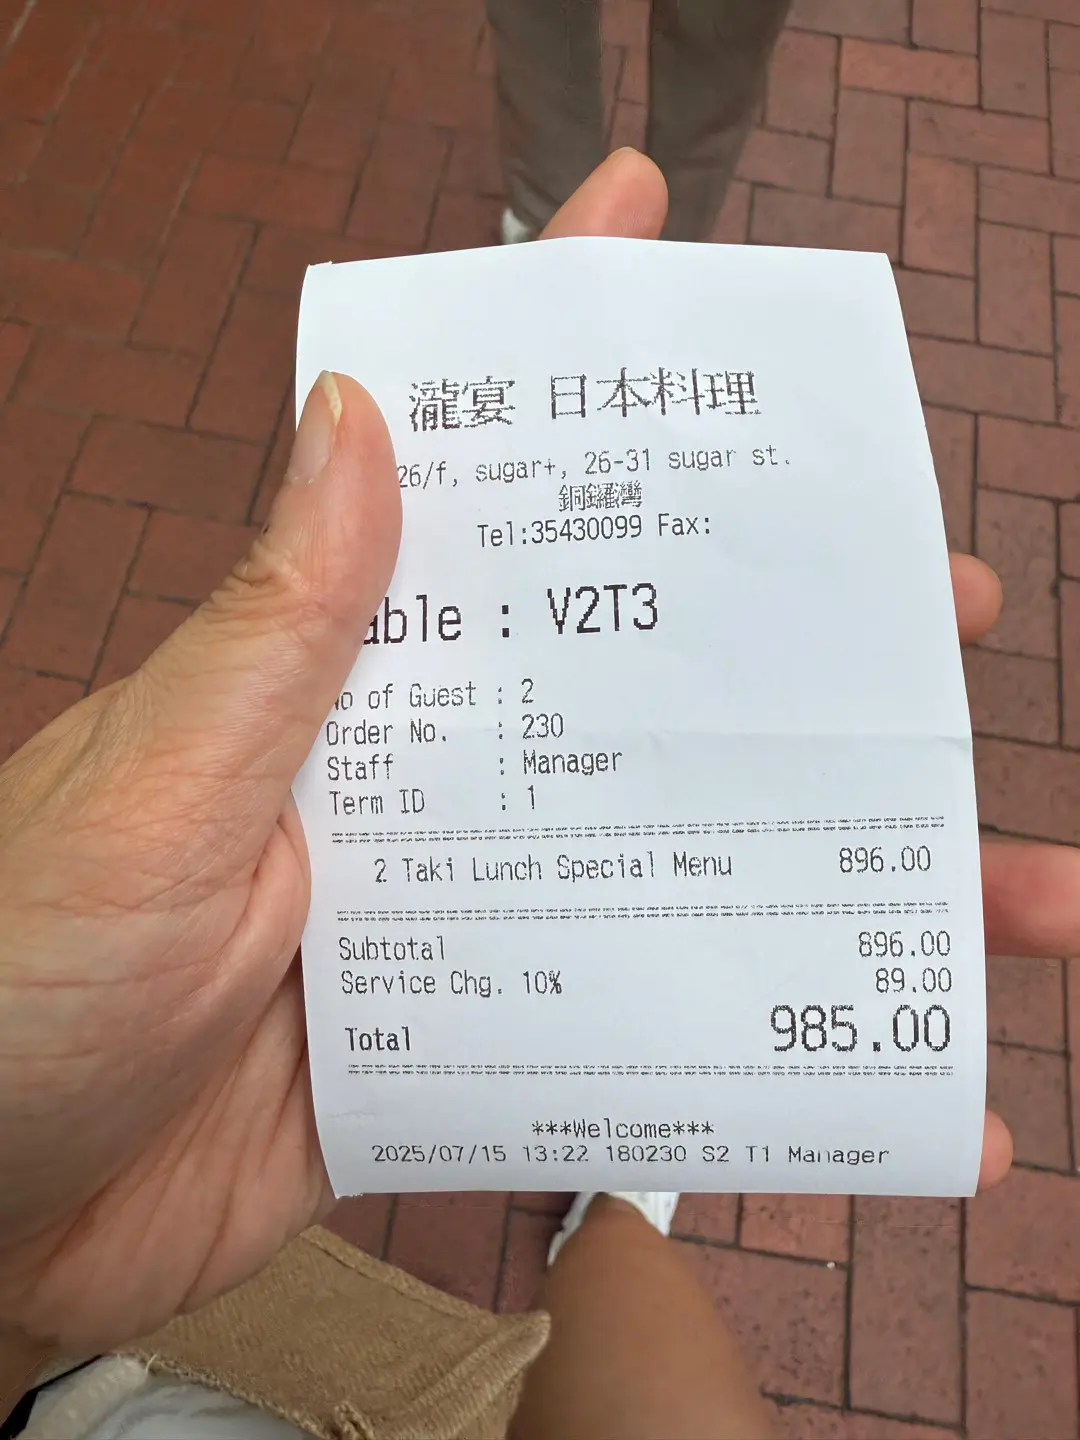 瀧宴 日本料理
26/f, sugar+, 26-31 sugar st.
銅鑼灣
Tel:35430099 Fax:
able : V2T3
No of Guest : 2
Order No. : 230
Staff : Manager
Term ID : 1
2 Taki Lunch Special Menu 896.00
Subtotal 896.00
Service Chg. 10% 89.00
Total 985.00
***Welcome***
2025/07/15 13:22 180230 S2 T1 Manager